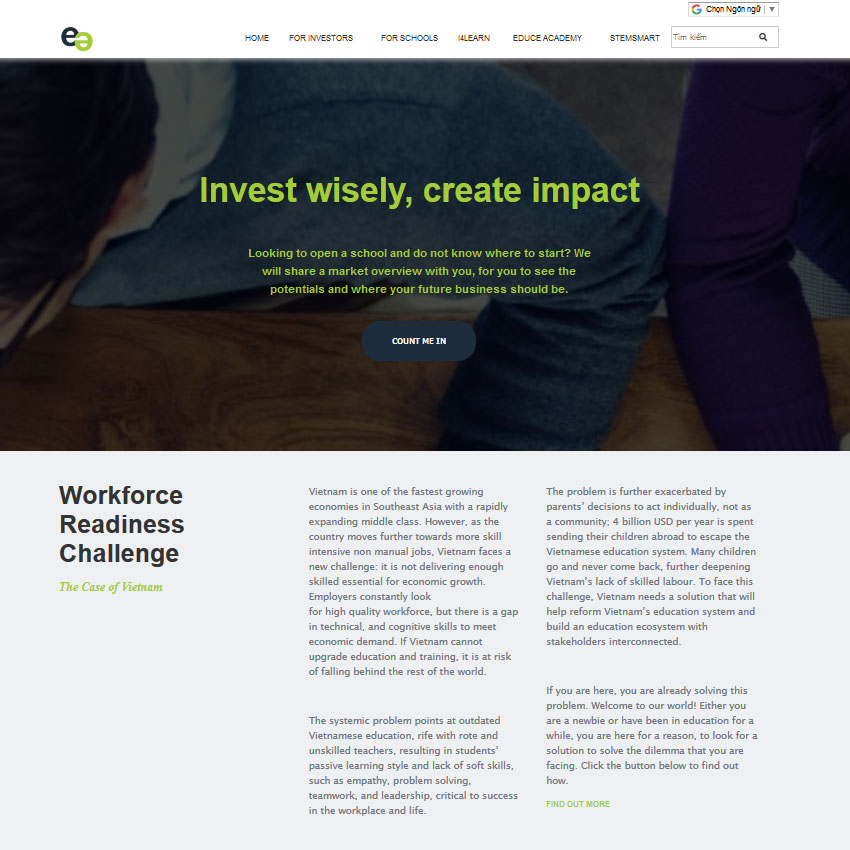 Chọn Ngôn ngữ ▼
ee
HOME FOR INVESTORS FOR SCHOOLS I4LEARN EDUCE ACADEMY STEMSMART Tìm kiếm
Invest wisely, create impact
Looking to open a school and do not know where to start? We
will share a market overview with you, for you to see the
potentials and where your future business should be.
COUNT ME IN
Workforce
Readiness
Challenge
The Case of Vietnam
Vietnam is one of the fastest growing
economies in Southeast Asia with a rapidly
expanding middle class. However, as the
country moves further towards more skill
intensive non manual jobs, Vietnam faces a
new challenge: it is not delivering enough
skilled essential for economic growth.
Employers constantly look
for high quality workforce, but there is a gap
in technical, and cognitive skills to meet
economic demand. If Vietnam cannot
upgrade education and training, it is at risk
of falling behind the rest of the world.
The systemic problem points at outdated
Vietnamese education, rife with rote and
unskilled teachers, resulting in students'
passive learning style and lack of soft skills,
such as empathy, problem solving,
teamwork, and leadership, critical to success
in the workplace and life.
The problem is further exacerbated by
parents' decisions to act individually, not as
a community; 4 billion USD per year is spent
sending their children abroad to escape the
Vietnamese education system. Many children
go and never come back, further deepening
Vietnam's lack of skilled labour. To face this
challenge, Vietnam needs a solution that will
help reform Vietnam's education system and
build an education ecosystem with
stakeholders interconnected.
If you are here, you are already solving this
problem. Welcome to our world! Either you
are a newbie or have been in education for a
while, you are here for a reason, to look for a
solution to solve the dilemma that you are
facing. Click the button below to find out
how.
FIND OUT MORE